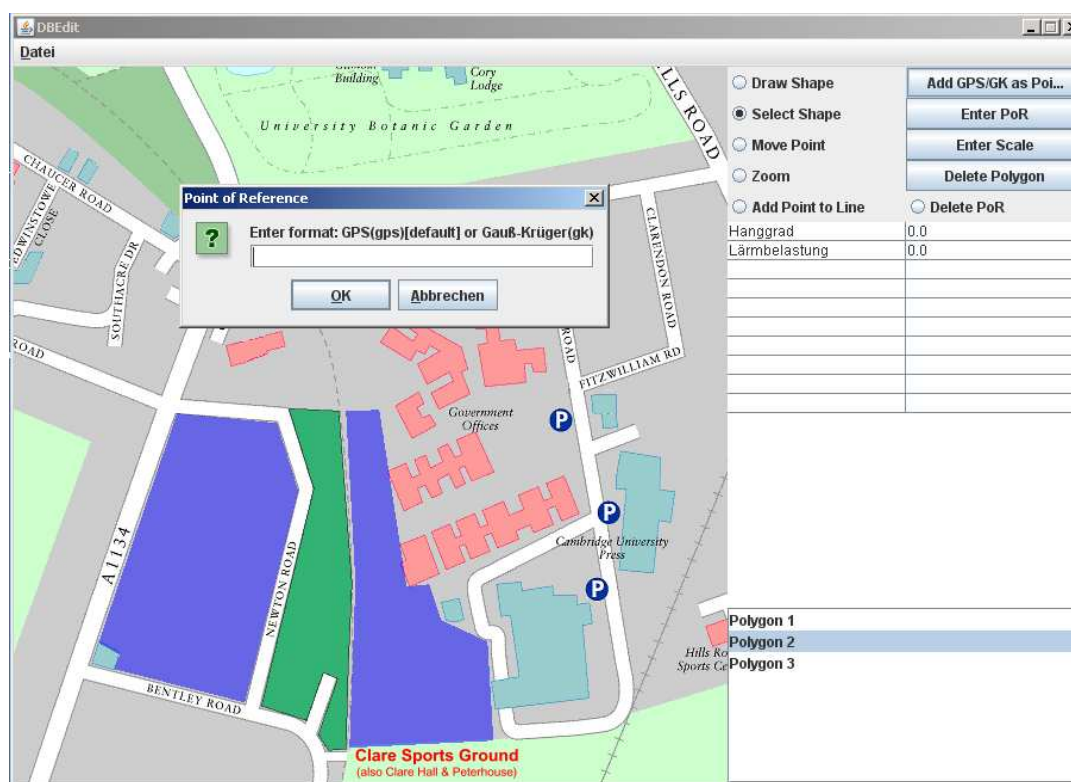 DBEdit
Datei
Building
Cory
Lodge
University Botanic Garden
CHAUCER ROAD
CLOSE
SOUTHACRE DR
ROAD
Point of Reference
Enter format: GPS(gps)[default] or Gauß-Krüger(gk)
OK
Abbrechen
CLARENDON ROAD
ROAD
FITZWILLIAM RD
Government
Offices
P
P
Cambridge University
Press
P
A1134
NEWTON ROAD
BENTLEY ROAD
Clare Sports Ground
(also Clare Hall & Peterhouse)
Sports
Draw Shape
Add GPS/GK as Poi...
Select Shape
Enter PoR
Move Point
Enter Scale
Zoom
Delete Polygon
Add Point to Line
Delete PoR
Hanggrad
0.0
Lärmbelastung
0.0
Hills
Polygon 1
Polygon 2
Polygon 3